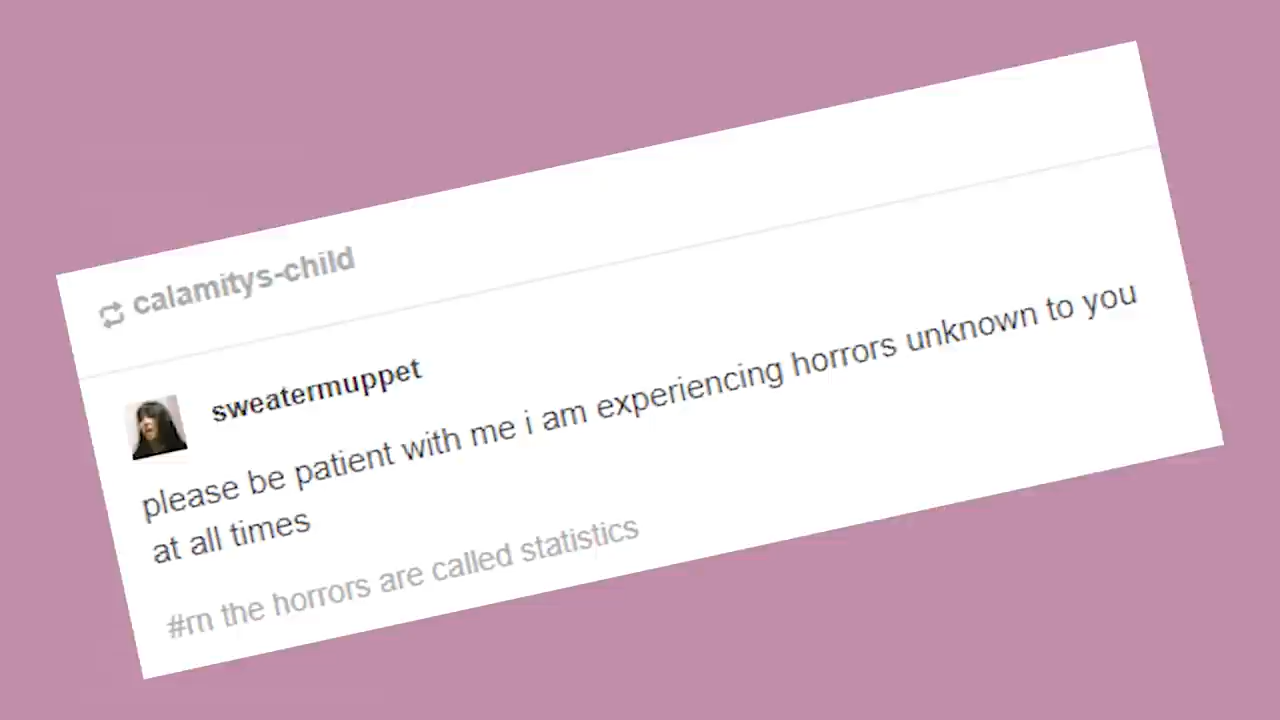 calamitys-child
sweatermuppet
please be patient with me i am experiencing horrors unknown to you
at all times
#rn the horrors are called statistics